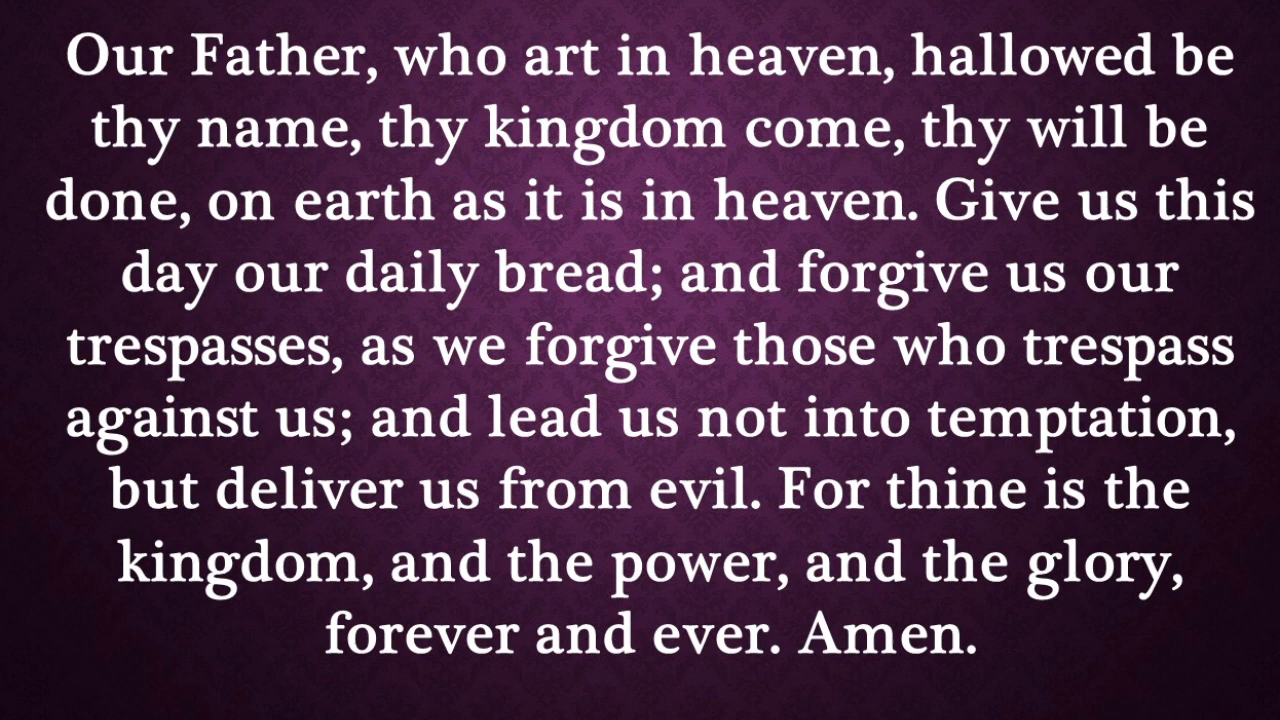 Our Father, who art in heaven, hallowed be
thy name, thy kingdom come, thy will be
done, on earth as it is in heaven. Give us this
day our daily bread; and forgive us our
trespasses, as we forgive those who trespass
against us; and lead us not into temptation,
but deliver us from evil. For thine is the
kingdom, and the power, and the glory,
forever and ever. Amen.